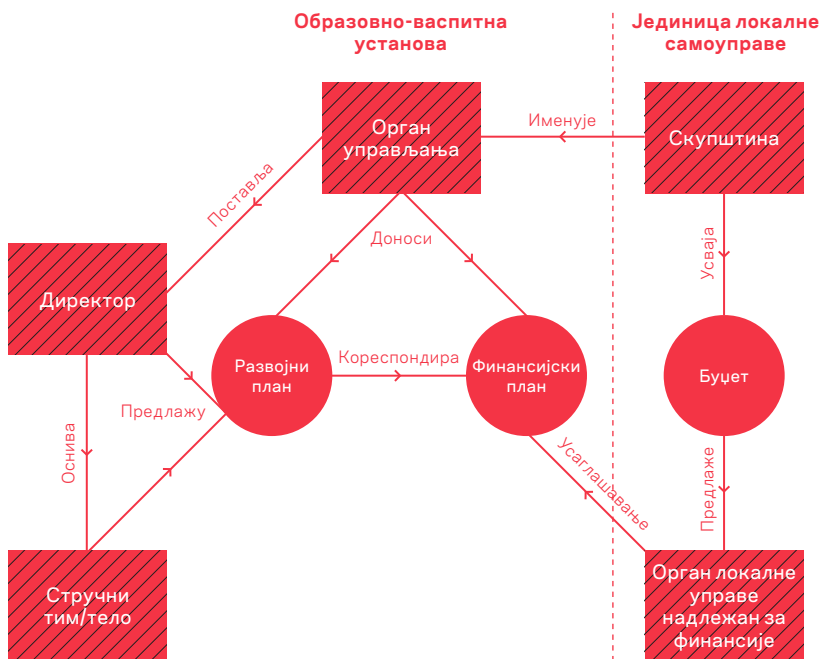 Образовно-васпитна
установа
Јединица локалне
самоуправе
Орган
управљања
Именује
Скупштина
Поставља
Доноси
Усваја
Директор
Развојни
план
Кореспондира
Финансијски
план
Буџет
Предлажу
Оснива
Усаглашавање
Предлаже
Стручни
тим/тело
Орган локалне
управе
надлежан за
финансије